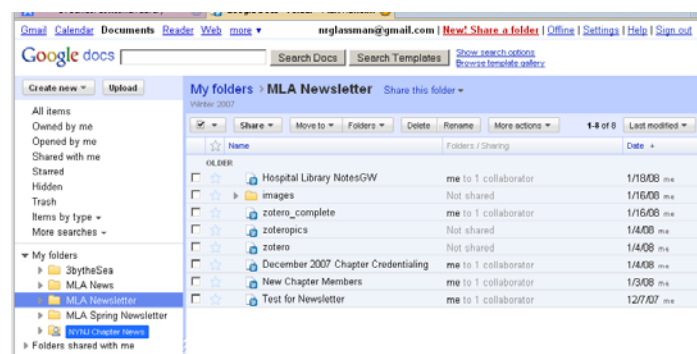 Gmail Calendar Documents Reader Web more ▼ nrglassman@gmail.com | New! Share a folder | Offline | Settings | Help | Sign out
Google docs Search Docs Search Templates Show search options
Browse template gallery
Create new Upload
My folders > MLA Newsletter Share this folder
Winter 2007
Share Move to Folders Delete Rename More actions 1-8 of 8 Last modified
Name Folders / Sharing Date
OLDER
All items
Owned by me
Opened by me
Shared with me
Starred
Hidden
Trash
Items by type
More searches
My folders
3bytheSea
MLA News
MLA Newsletter
MLA Spring Newsletter
NYNJ Chapter News
Folders shared with me
Hospital Library NotesGW me to 1 collaborator 1/18/08 me
images Not shared 1/16/08 me
zotero_complete me to 1 collaborator 1/16/08 me
zoteropics Not shared 1/4/08 me
zotero Not shared 1/4/08 me
December 2007 Chapter Credentialing me to 1 collaborator 1/4/08 me
New Chapter Members me to 1 collaborator 1/3/08 me
Test for Newsletter me to 1 collaborator 12/7/07 me